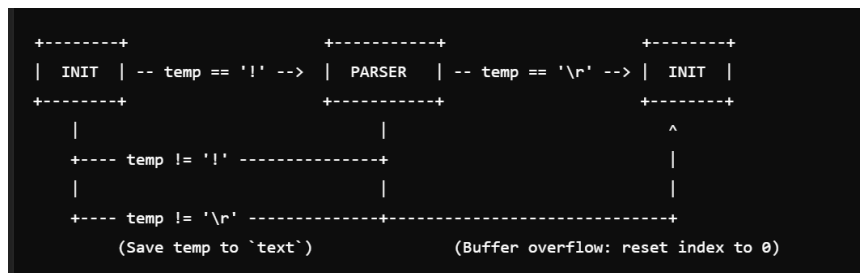 +--------+ +-----------+ +--------+
| INIT | -- temp == '!' --> | PARSER | -- temp == '\r' --> | INIT |
+--------+ +-----------+ +--------+
| | ^
+---- temp != '!' ---------------+ |
| | |
+---- temp != '\r' --------------+------------------------------+
(Save temp to `text`) (Buffer overflow: reset index to 0)